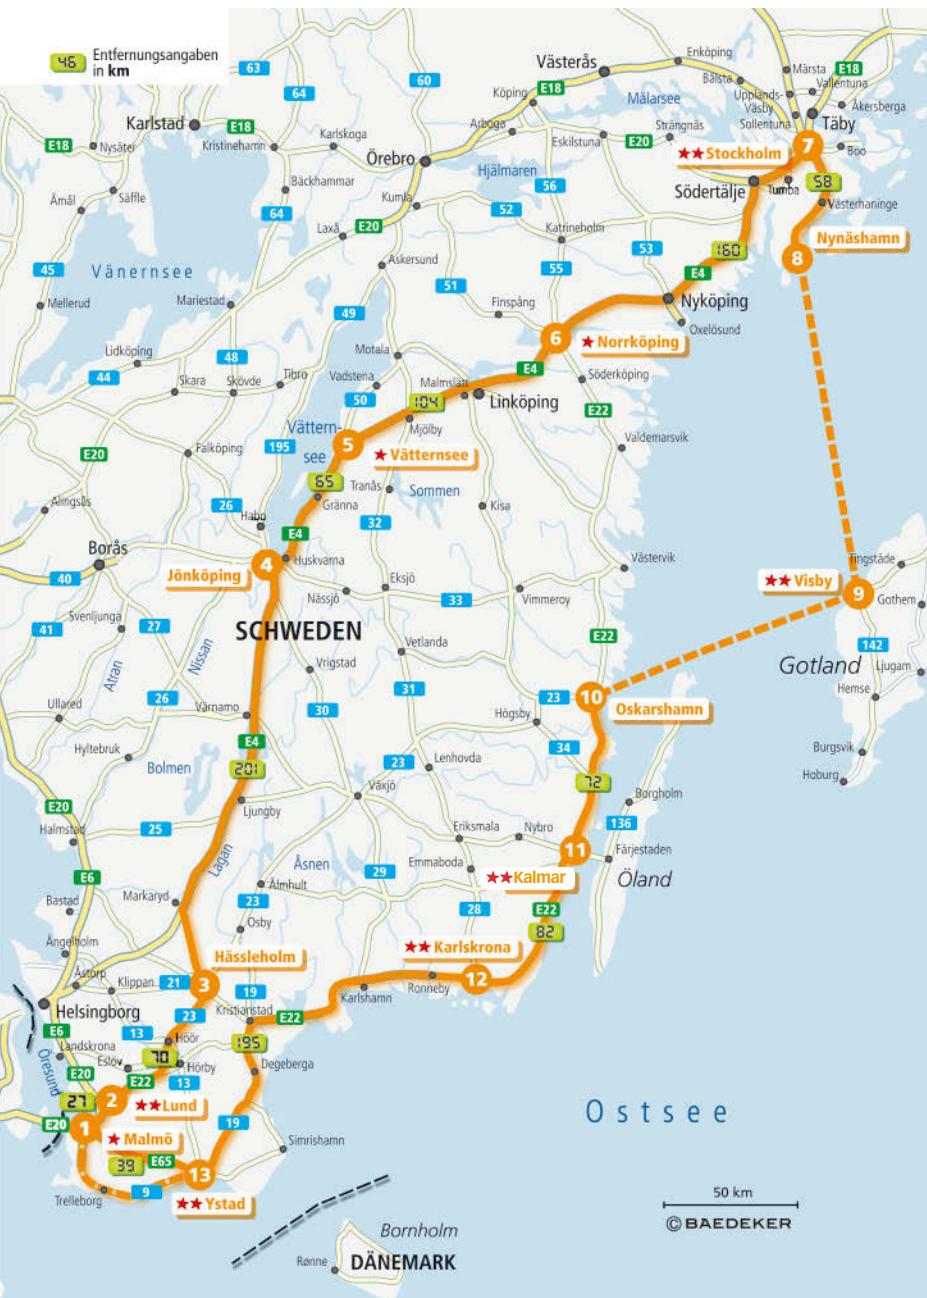 46 Entfernungsangaben
in km
63
64
60
Västerås
Enköping
E18
Bålsta
Märsta
E18
Vallentuna
Upplands-
Väsby
Åkersberga
Köping
Mälarsee
Karlstad
E18
Sollentuna
Täby
Karlskoga
Arboga
Strängnäs
E18
Nysäter
Kristinehamn
Eskilstuna
E20
7
Boo
Örebro
Stockholm
Hjälmaren
Bäckhammar
56
Södertälje
Tumba
58
Åmål
Säffle
Kumla
52
Västerhaninge
64
Laxå
E20
Katrineholm
53
160
Nynäshamn
8
Askersund
55
E4
45
Vänernsee
51
Mellerud
Mariestad
Finspång
Nyköping
49
Oxelösund
6
Norrköping
Lidköping
48
Motala
44
E4
Skara
Skövde
Tibro
Vadstena
Malmslätt
Söderköping
50
104
Linköping
E22
Vättern-
see
5
Mjölby
Valdemarsvik
E20
Falköping
195
Vätternsee
65
Tranås
Sommen
Alingsås
26
Gränna
Kisa
Habo
32
E4
Borås
4
Huskvarna
Västervik
Tingstäde
40
Jönköping
Eksjö
Visby
9
Nässjö
33
Vimmeroy
Gothem
Svenljunga
27
41
SCHWEDEN
E22
142
Ätran
Nissan
Vetlanda
Gotland
Ljugarn
Vrigstad
31
Hemse
26
23
10
Ullared
Värnamo
30
Högsby
Oskarshamn
Hyltebruk
E4
34
Burgsvik
Bolmen
201
23
Lenhovda
72
Hoburg
E20
Växjö
Borgholm
Ljungby
Halmstad
25
Eriksmala
Nybro
136
11
Färjestaden
Lagan
Åsnen
Emmaboda
E6
29
Kalmar
Öland
Älmhult
Markaryd
23
28
E22
Båstad
Osby
82
Ängelholm
Hässleholm
Karlskrona
Åstorp
Klippan
21
3
12
19
Karlshamn
Ronneby
Helsingborg
23
Kristianstad
E22
E6
13
Höör
195
Landskrona
70
Öresund
Eslöv
Hörby
Degeberga
E20
E22
13
27
2
Lund
19
Ostsee
E20
1
Malmö
Simrishamn
39
E65
13
Trelleborg
9
Ystad
50 km
© BAEDEKER
Bornholm
Rønne
DÄNEMARK